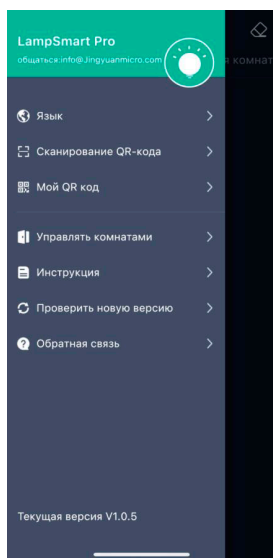 LampSmart Pro
общаться:info@Jingyuanmicro.com
я комнат
Язык
Сканирование QR-кода
Мой QR код
Управлять комнатами
Инструкция
Проверить новую версию
Обратная связь
Текущая версия V1.0.5